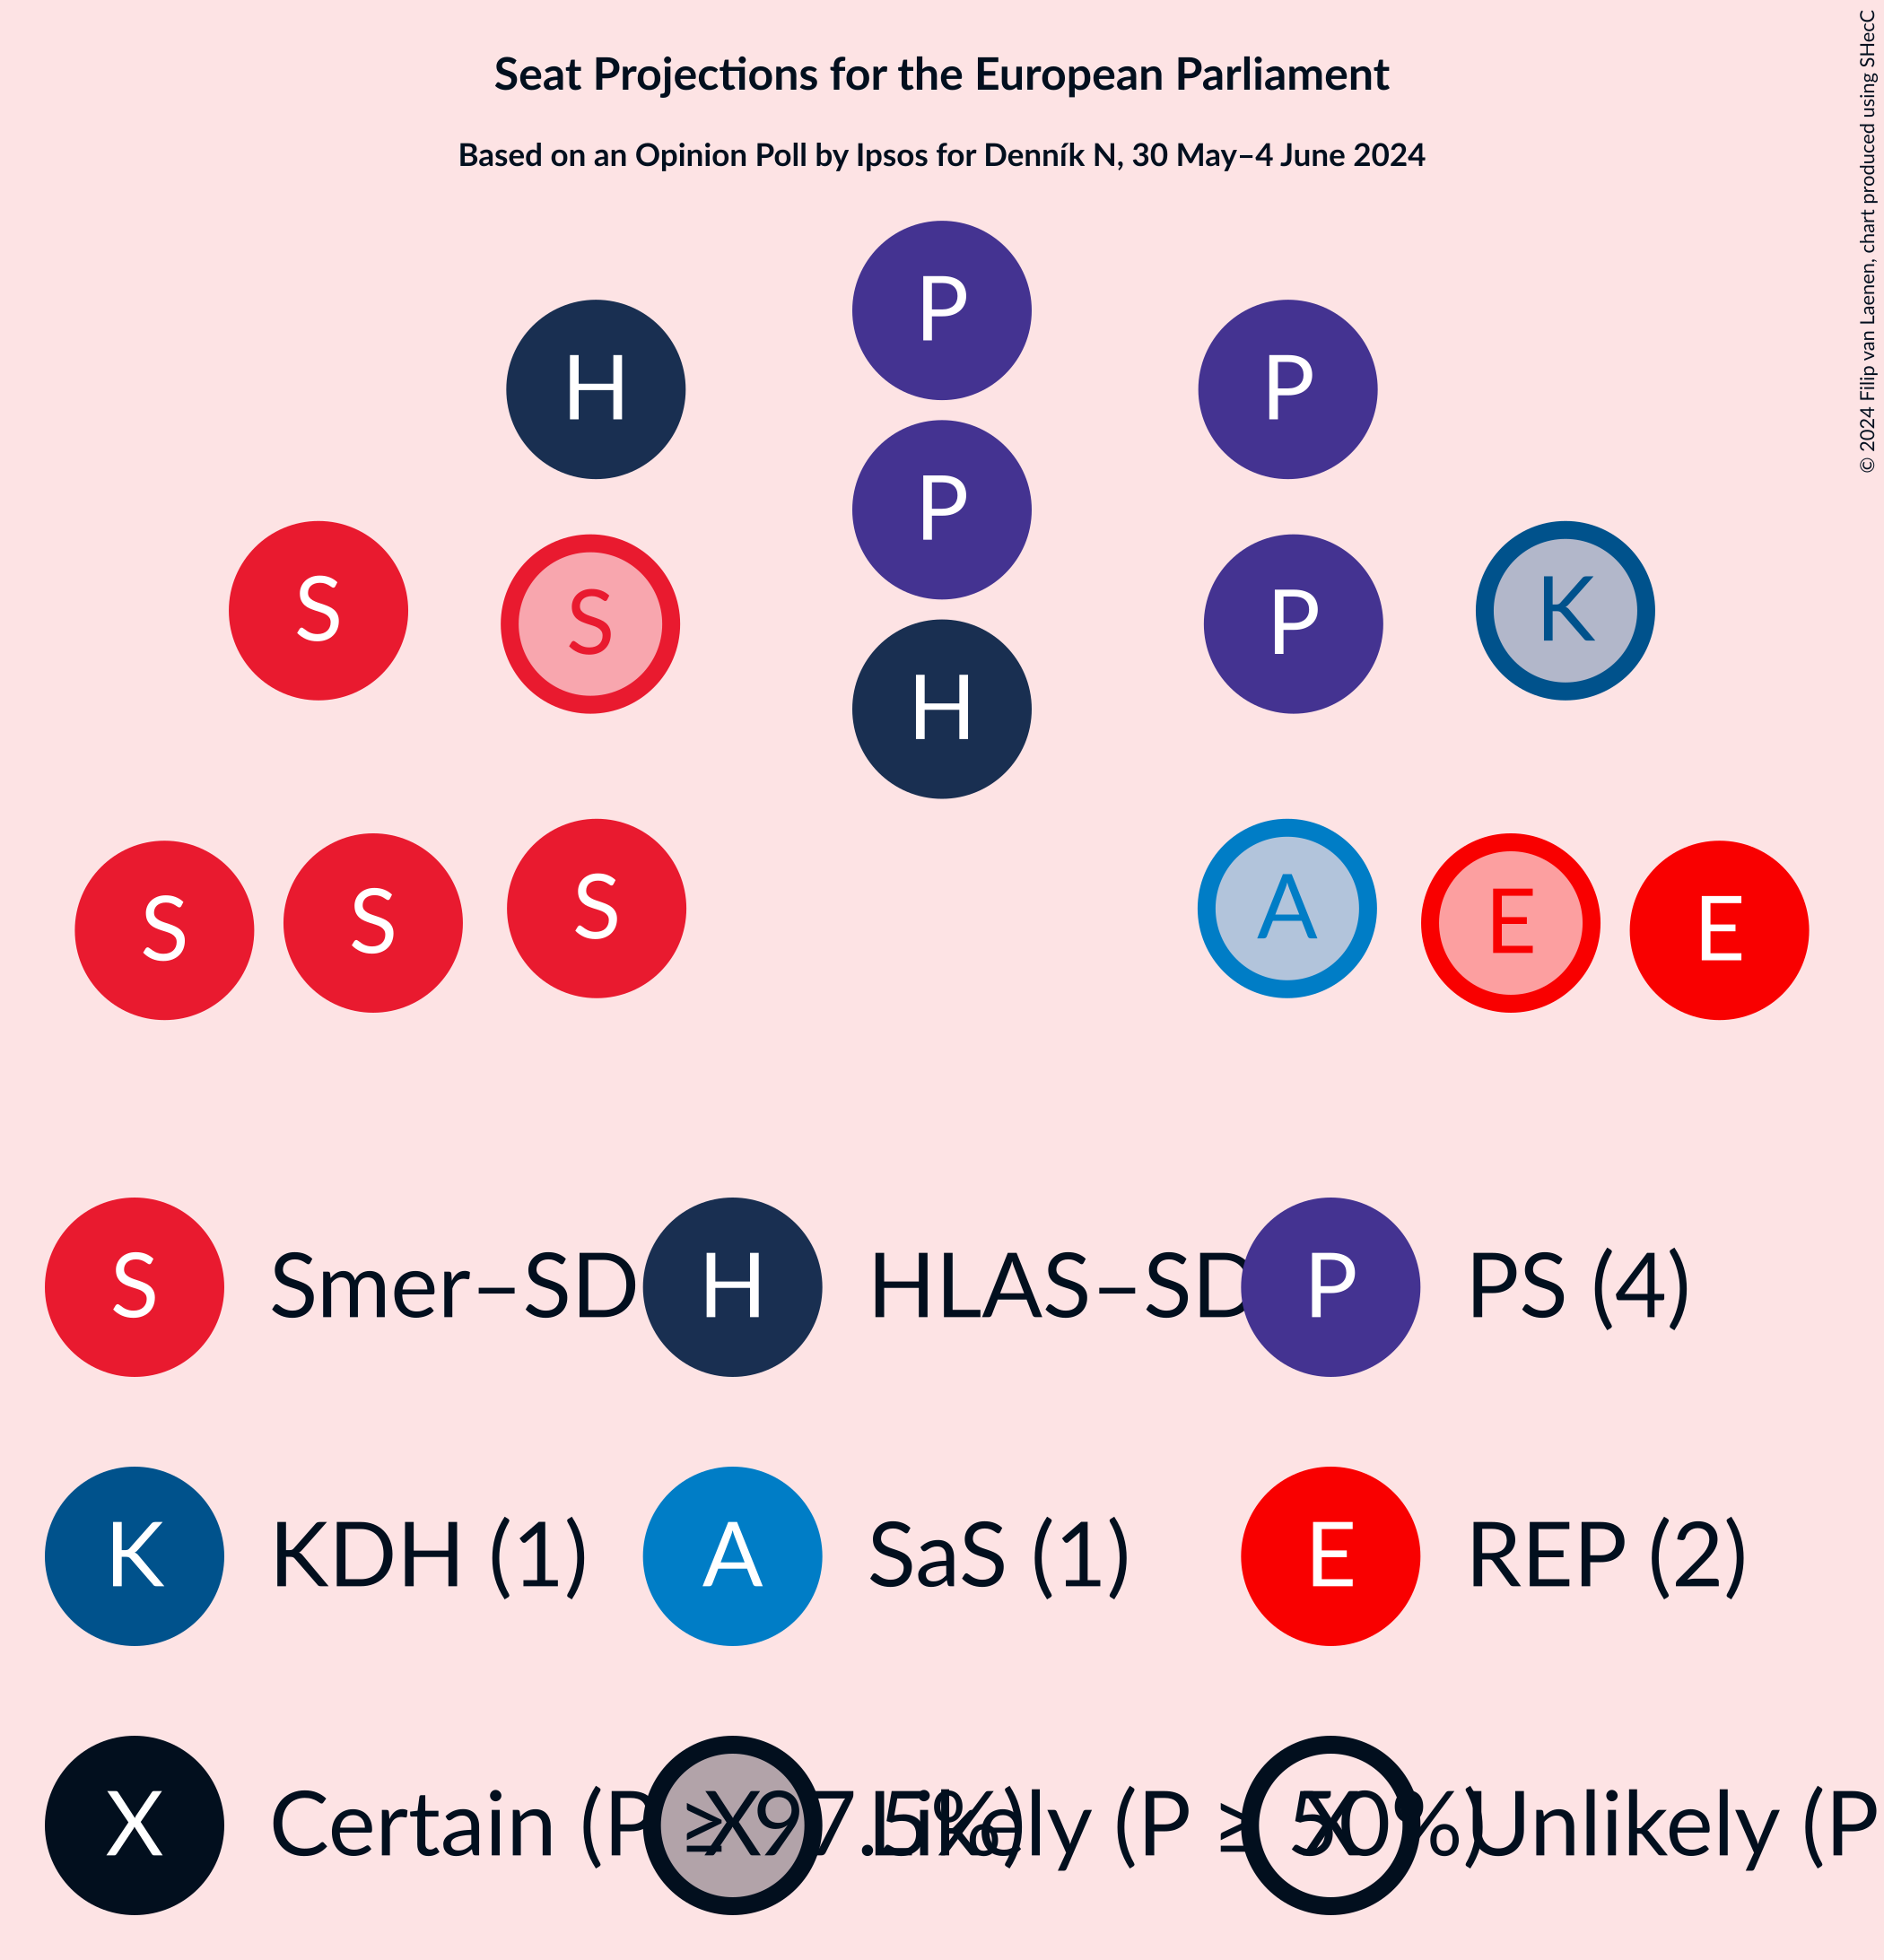 Seat Projections for the European Parliament
Based on an Opinion Poll by Ipsos for Denník N, 30 May–4 June 2024
© 2024 Filip van Laenen, chart produced using SHecC
P
H P
P
S S P K
H
S S S A E E
S Smer–SD H HLAS–SD P PS (4)
K KDH (1) A SaS (1) E REP (2)
X Certain (P ≥ 97.5%) X Likely (P ≥ 50%) X Unlikely (P